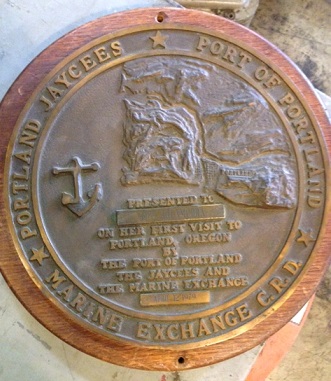 PORTLAND JAYCEES ★ PORT OF PORTLAND ★
MARINE EXCHANGE C.R.D. ★
PRESENTED TO
ON HER FIRST VISIT TO
PORTLAND, OREGON
BY
THE PORT OF PORTLAND
THE JAYCEES AND
THE MARINE EXCHANGE